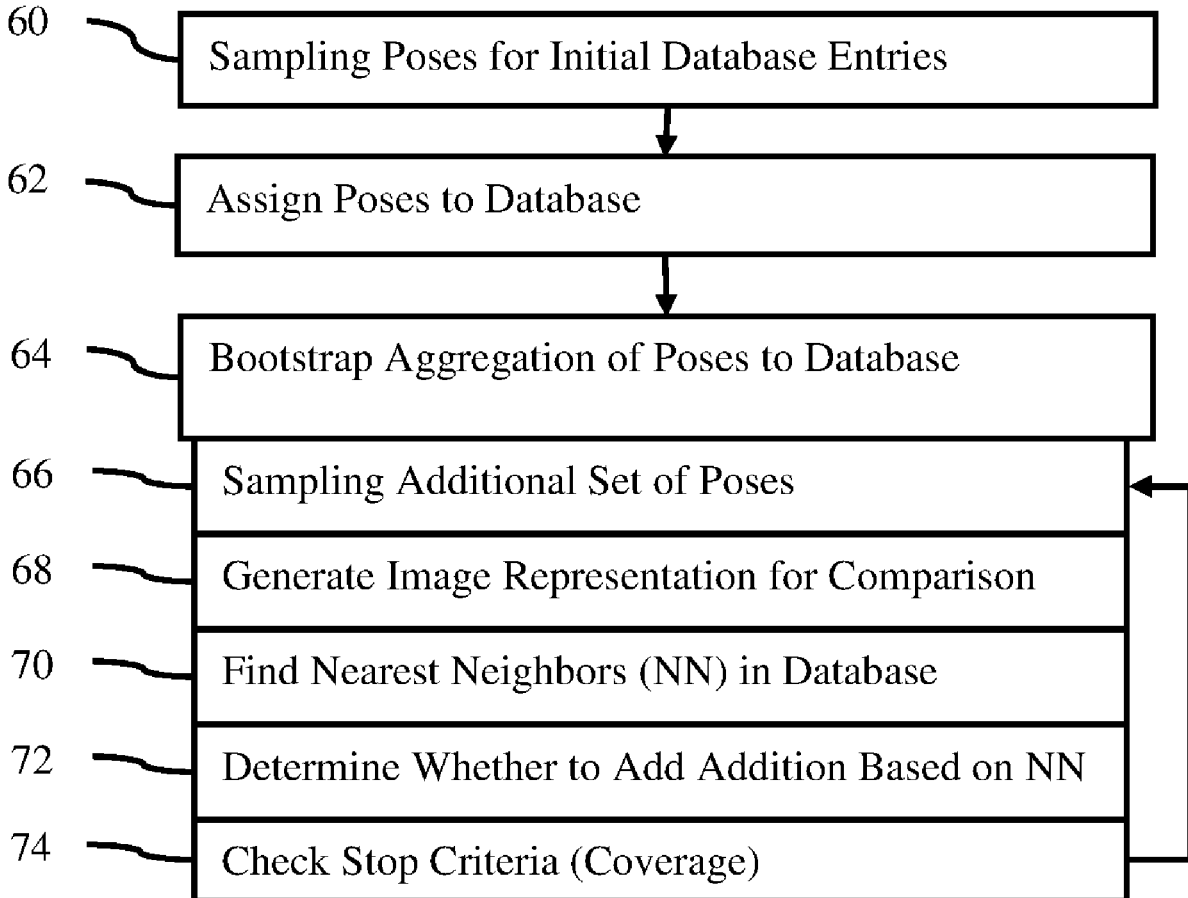 60 Sampling Poses for Initial Database Entries
62 Assign Poses to Database
64 Bootstrap Aggregation of Poses to Database
66 Sampling Additional Set of Poses
68 Generate Image Representation for Comparison
70 Find Nearest Neighbors (NN) in Database
72 Determine Whether to Add Addition Based on NN
74 Check Stop Criteria (Coverage)